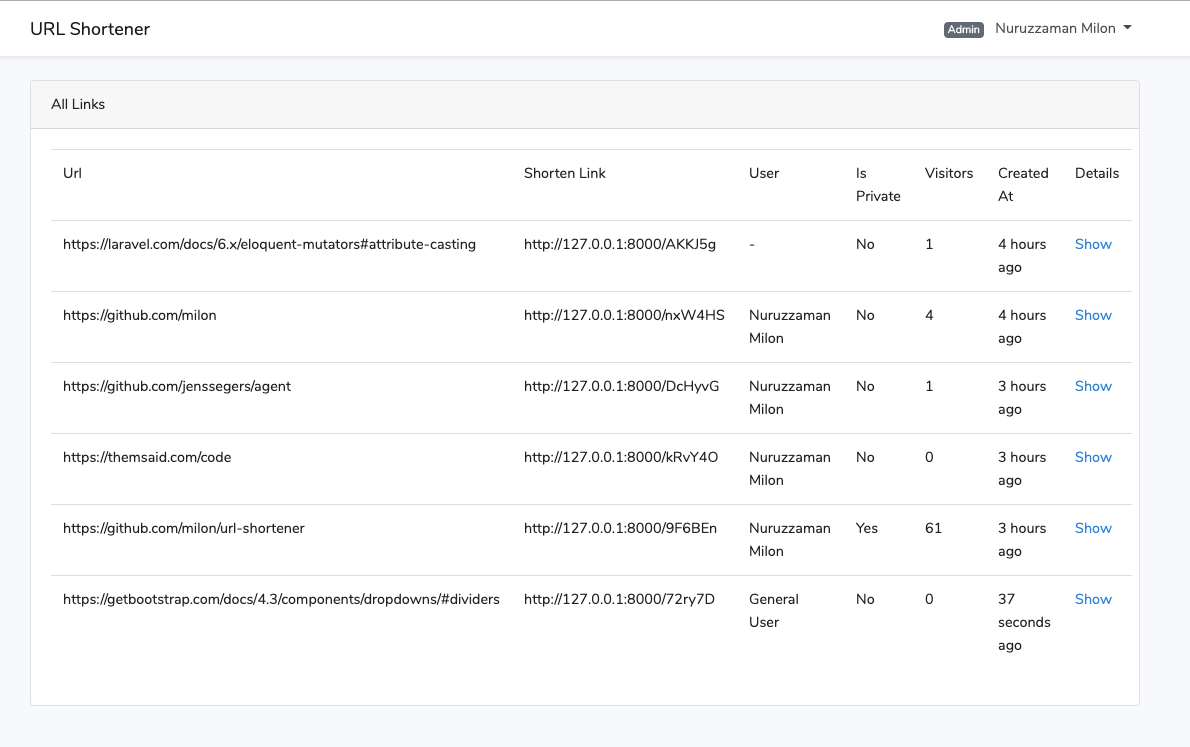 URL Shortener
Admin Nuruzzaman Milon
All Links
Url Shorten Link User Is Private Visitors Created At Details
https://laravel.com/docs/6.x/eloquent-mutators#attribute-casting http://127.0.0.1:8000/AKKJ5g - No 1 4 hours ago Show
https://github.com/milon http://127.0.0.1:8000/nxW4HS Nuruzzaman Milon No 4 4 hours ago Show
https://github.com/jenssegers/agent http://127.0.0.1:8000/DcHyvG Nuruzzaman Milon No 1 3 hours ago Show
https://themsaid.com/code http://127.0.0.1:8000/kRvY4O Nuruzzaman Milon No 0 3 hours ago Show
https://github.com/milon/url-shortener http://127.0.0.1:8000/9F6BEn Nuruzzaman Milon Yes 61 3 hours ago Show
https://getbootstrap.com/docs/4.3/components/dropdowns/#dividers http://127.0.0.1:8000/72ry7D General User No 0 37 seconds ago Show